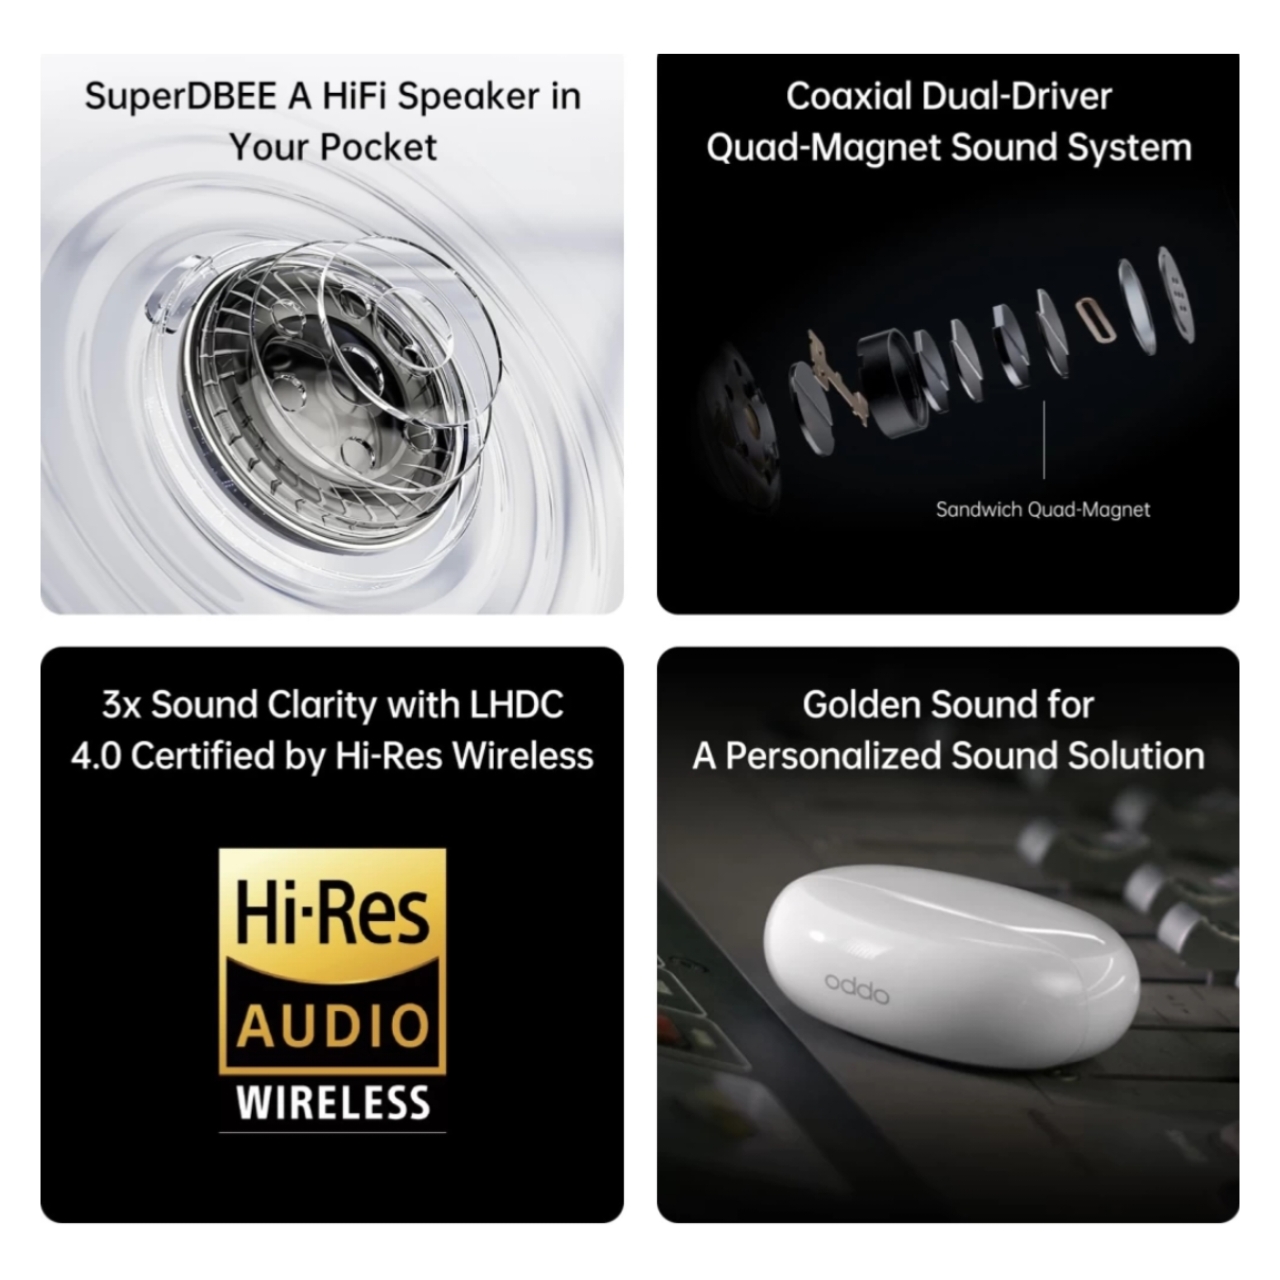 SuperDBEE A HiFi Speaker in
Your Pocket
Coaxial Dual-Driver
Quad-Magnet Sound System
Sandwich Quad-Magnet
3x Sound Clarity with LHDC
4.0 Certified by Hi-Res Wireless
Hi-Res
AUDIO
WIRELESS
Golden Sound for
A Personalized Sound Solution
oddo